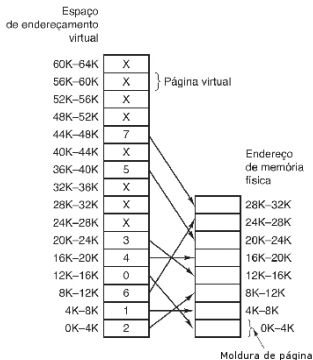 Espaço
de endereçamento
virtual
60K–64K X
56K–60K X Página virtual
52K–56K X
48K–52K X
44K–48K 7
40K–44K X
36K–40K 5
32K–36K X
28K–32K X
24K–28K X
20K–24K 3
16K–20K 4
12K–16K 0
8K–12K 6
4K–8K 1
0K–4K 2
Endereço
de memória
física
28K–32K
24K–28K
20K–24K
16K–20K
12K–16K
8K–12K
4K–8K
0K–4K
Moldura de página